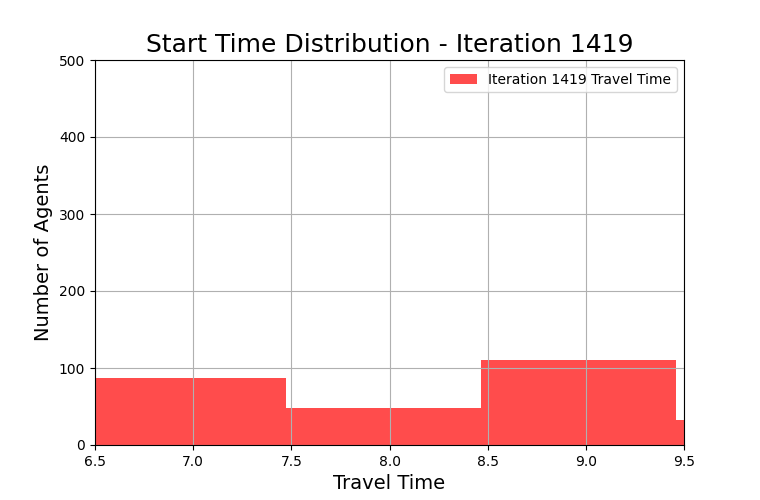 Start Time Distribution - Iteration 1419
Iteration 1419 Travel Time
Number of Agents
500
400
300
200
100
0
6.5 7.0 7.5 8.0 8.5 9.0 9.5
Travel Time